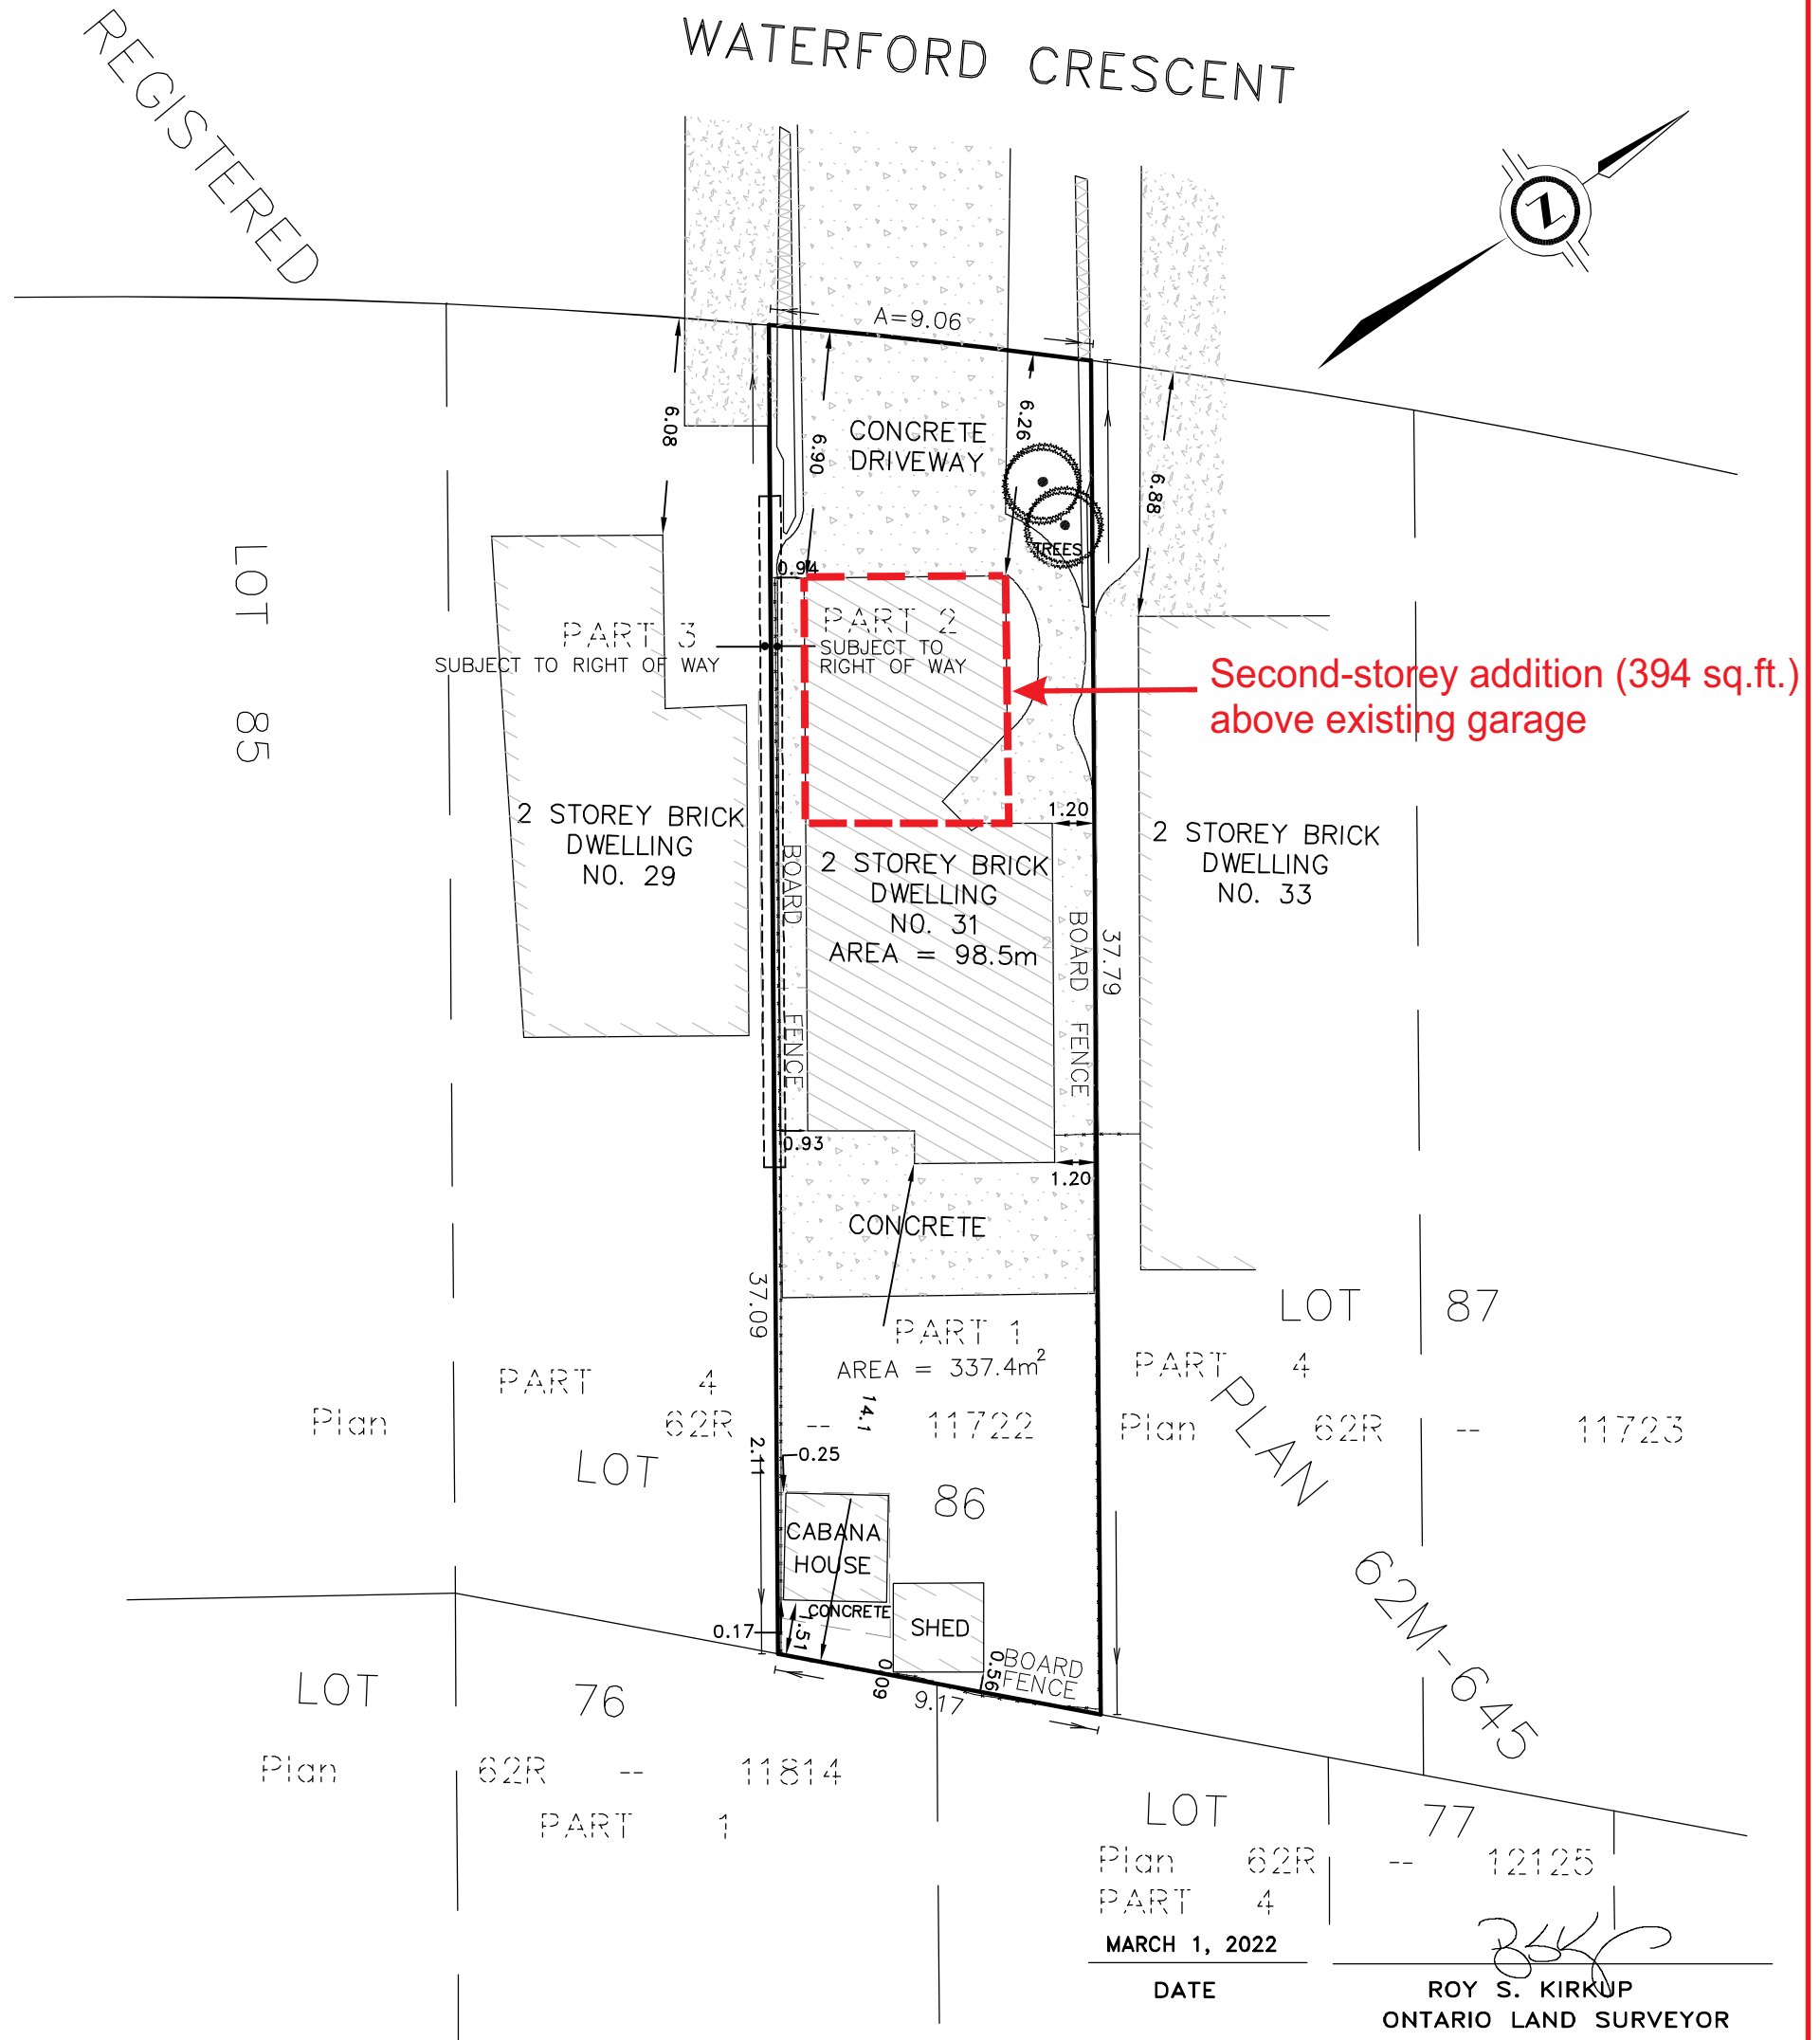 WATERFORD CRESCENT
REGISTERED
A=9.06
6.08
6.90
CONCRETE
DRIVEWAY
6.26
6.88
TREES
0.94
LOT 85
PART 3
SUBJECT TO RIGHT OF WAY
PART 2
SUBJECT TO
RIGHT OF WAY
Second-storey addition (394 sq.ft.)
above existing garage
1.20
2 STOREY BRICK
DWELLING
NO. 29
BOARD FENCE
2 STOREY BRICK
DWELLING
NO. 31
AREA = 98.5m
BOARD FENCE
37.79
2 STOREY BRICK
DWELLING
NO. 33
0.93
1.20
CONCRETE
37.09
PART 1
AREA = 337.4m²
14.1
LOT 87
PART 4
Plan 62R -- 11722
LOT 86
PART 4
Plan 62R -- 11723
PLAN 62M-645
2.11
0.25
CABANA
HOUSE
CONCRETE
SHED
0.17
1.51
0.09
0.56
BOARD
FENCE
9.17
LOT 76
Plan 62R -- 11814
PART 1
LOT 77
Plan 62R -- 12125
PART 4
MARCH 1, 2022
DATE
ROY S. KIRKUP
ONTARIO LAND SURVEYOR
N